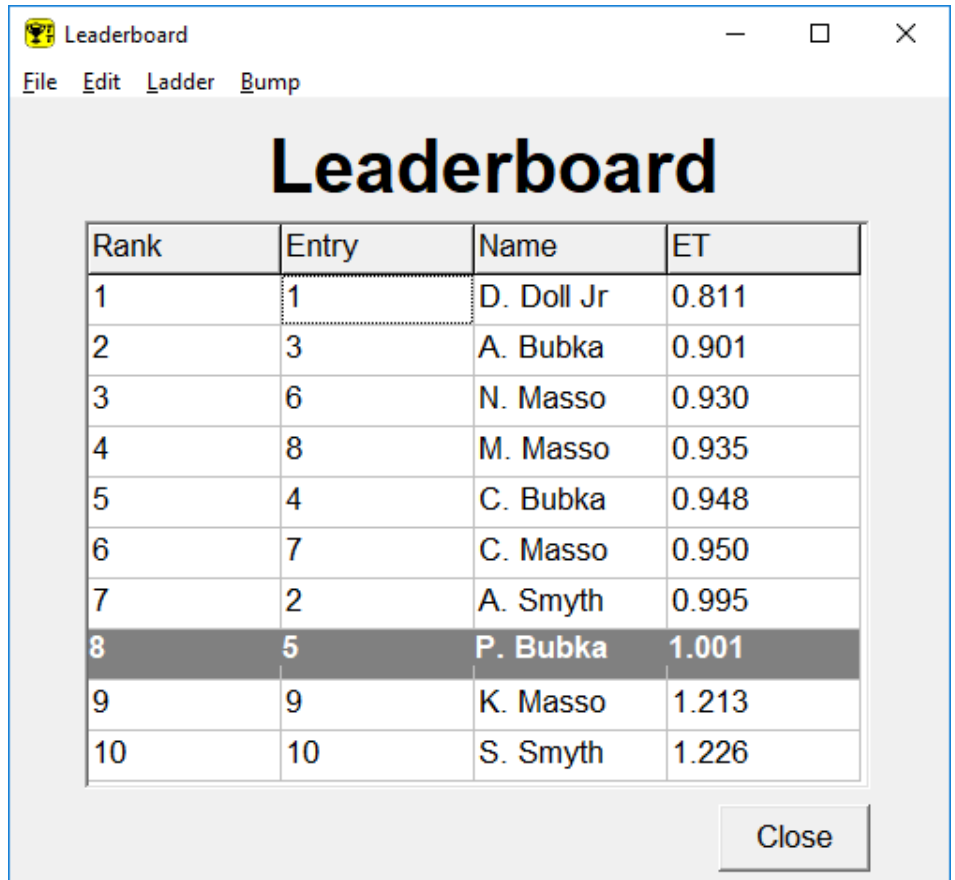 Leaderboard
File Edit Ladder Bump
Leaderboard
Rank Entry Name ET
1 1 D. Doll Jr 0.811
2 3 A. Bubka 0.901
3 6 N. Masso 0.930
4 8 M. Masso 0.935
5 4 C. Bubka 0.948
6 7 C. Masso 0.950
7 2 A. Smyth 0.995
8 5 P. Bubka 1.001
9 9 K. Masso 1.213
10 10 S. Smyth 1.226
Close